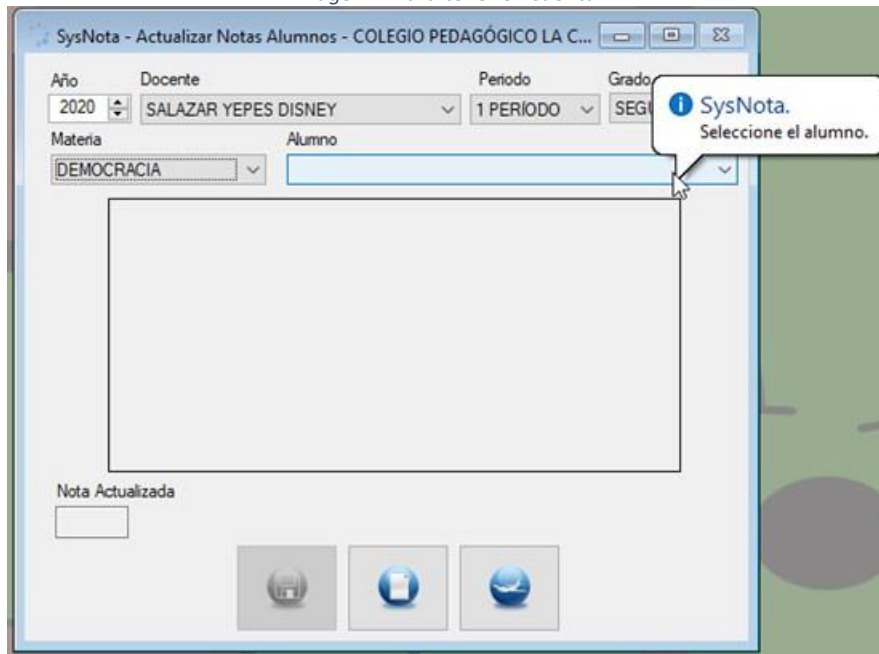 SysNota - Actualizar Notas Alumnos - COLEGIO PEDAGÓGICO LA C...
Año Docente Periodo Grado
2020 SALAZAR YEPES DISNEY 1 PERÍODO SEGU
SysNota.
Seleccione el alumno.
Materia Alumno
DEMOCRACIA
Nota Actualizada